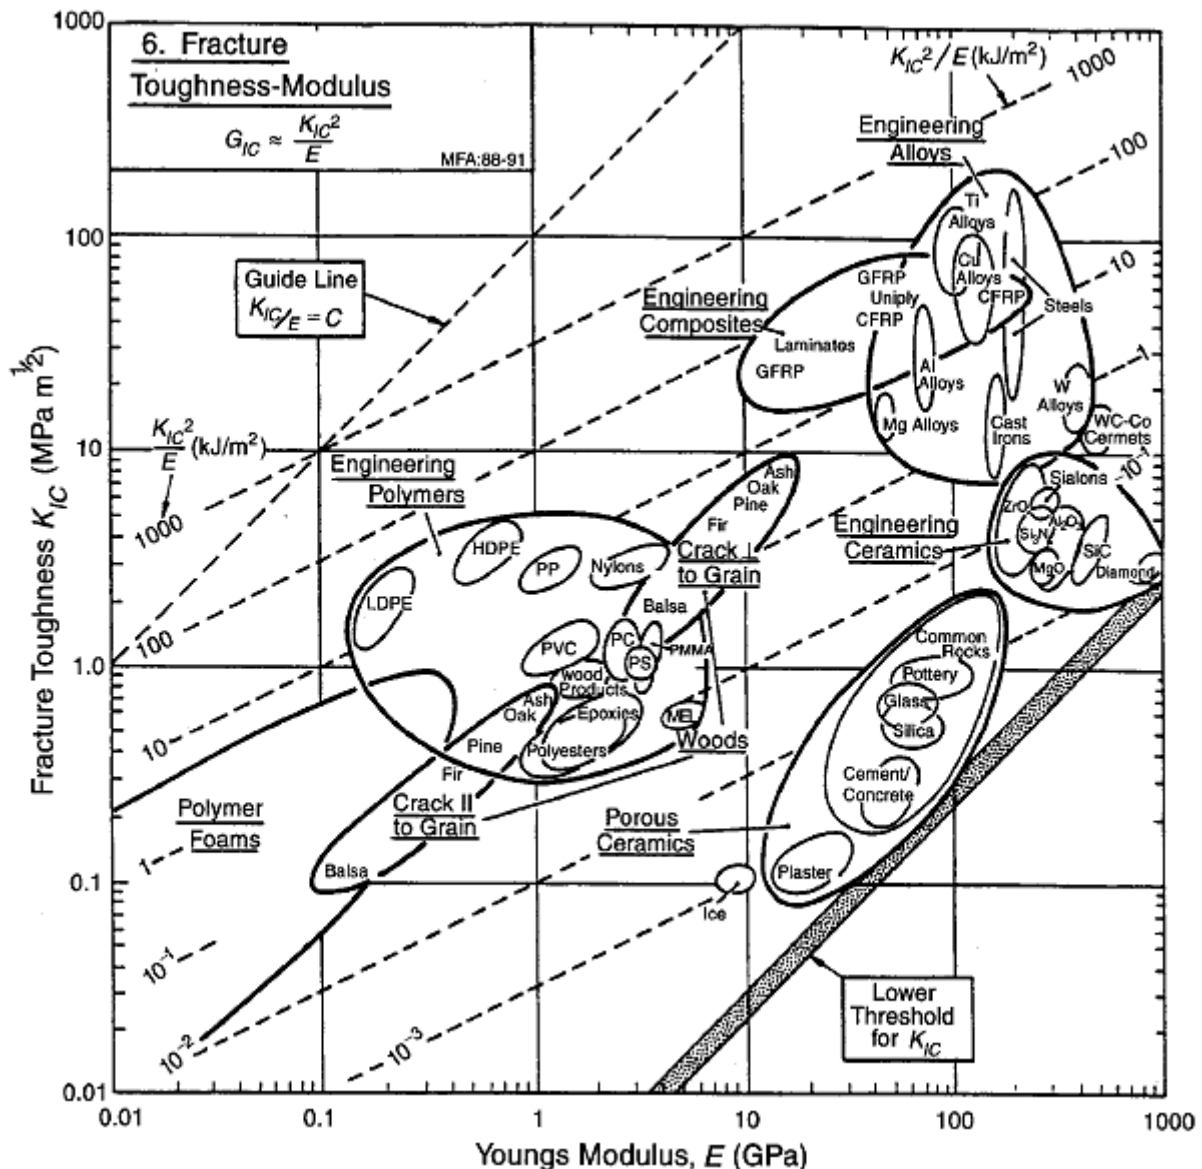 1000
6. Fracture
Toughness-Modulus
G_IC ≈ K_IC²/E
MFA:88-91
K_IC²/E (kJ/m²)
1000
Engineering
Alloys
100
Ti
Alloys
100
Guide Line
K_IC/E = C
Cu
Alloys
10
GFRP
Uniply
CFRP
CFRP
Steels
Engineering
Composites
Laminates
GFRP
Al
Alloys
1
W
Alloys
Mg Alloys
Cast
Irons
WC-Co
Cermets
K_IC²/E (kJ/m²)
10
Engineering
Polymers
Ash
Oak
Pine
Fir
10⁻¹
Sialons
ZrO₂
Al₂O₃
Si₃N₄
SiC
MgO
Diamond
Engineering
Ceramics
1000
HDPE
PP
Nylons
Crack ⊥
to Grain
LDPE
Balsa
100
PVC
PC
PMMA
PS
1.0
Common
Rocks
Wood
Products
Pottery
Ash
Oak
Epoxies
MEL
Glass
Silica
10
Pine
Polyesters
Woods
Fir
Cement/
Concrete
Polymer
Foams
Crack II
to Grain
Porous
Ceramics
1
Balsa
Plaster
0.1
Ice
10⁻¹
Lower
Threshold
for K_IC
10⁻²
10⁻³
0.01
0.01
0.1
1
10
100
1000
Fracture Toughness K_IC (MPa m^½)
Youngs Modulus, E (GPa)